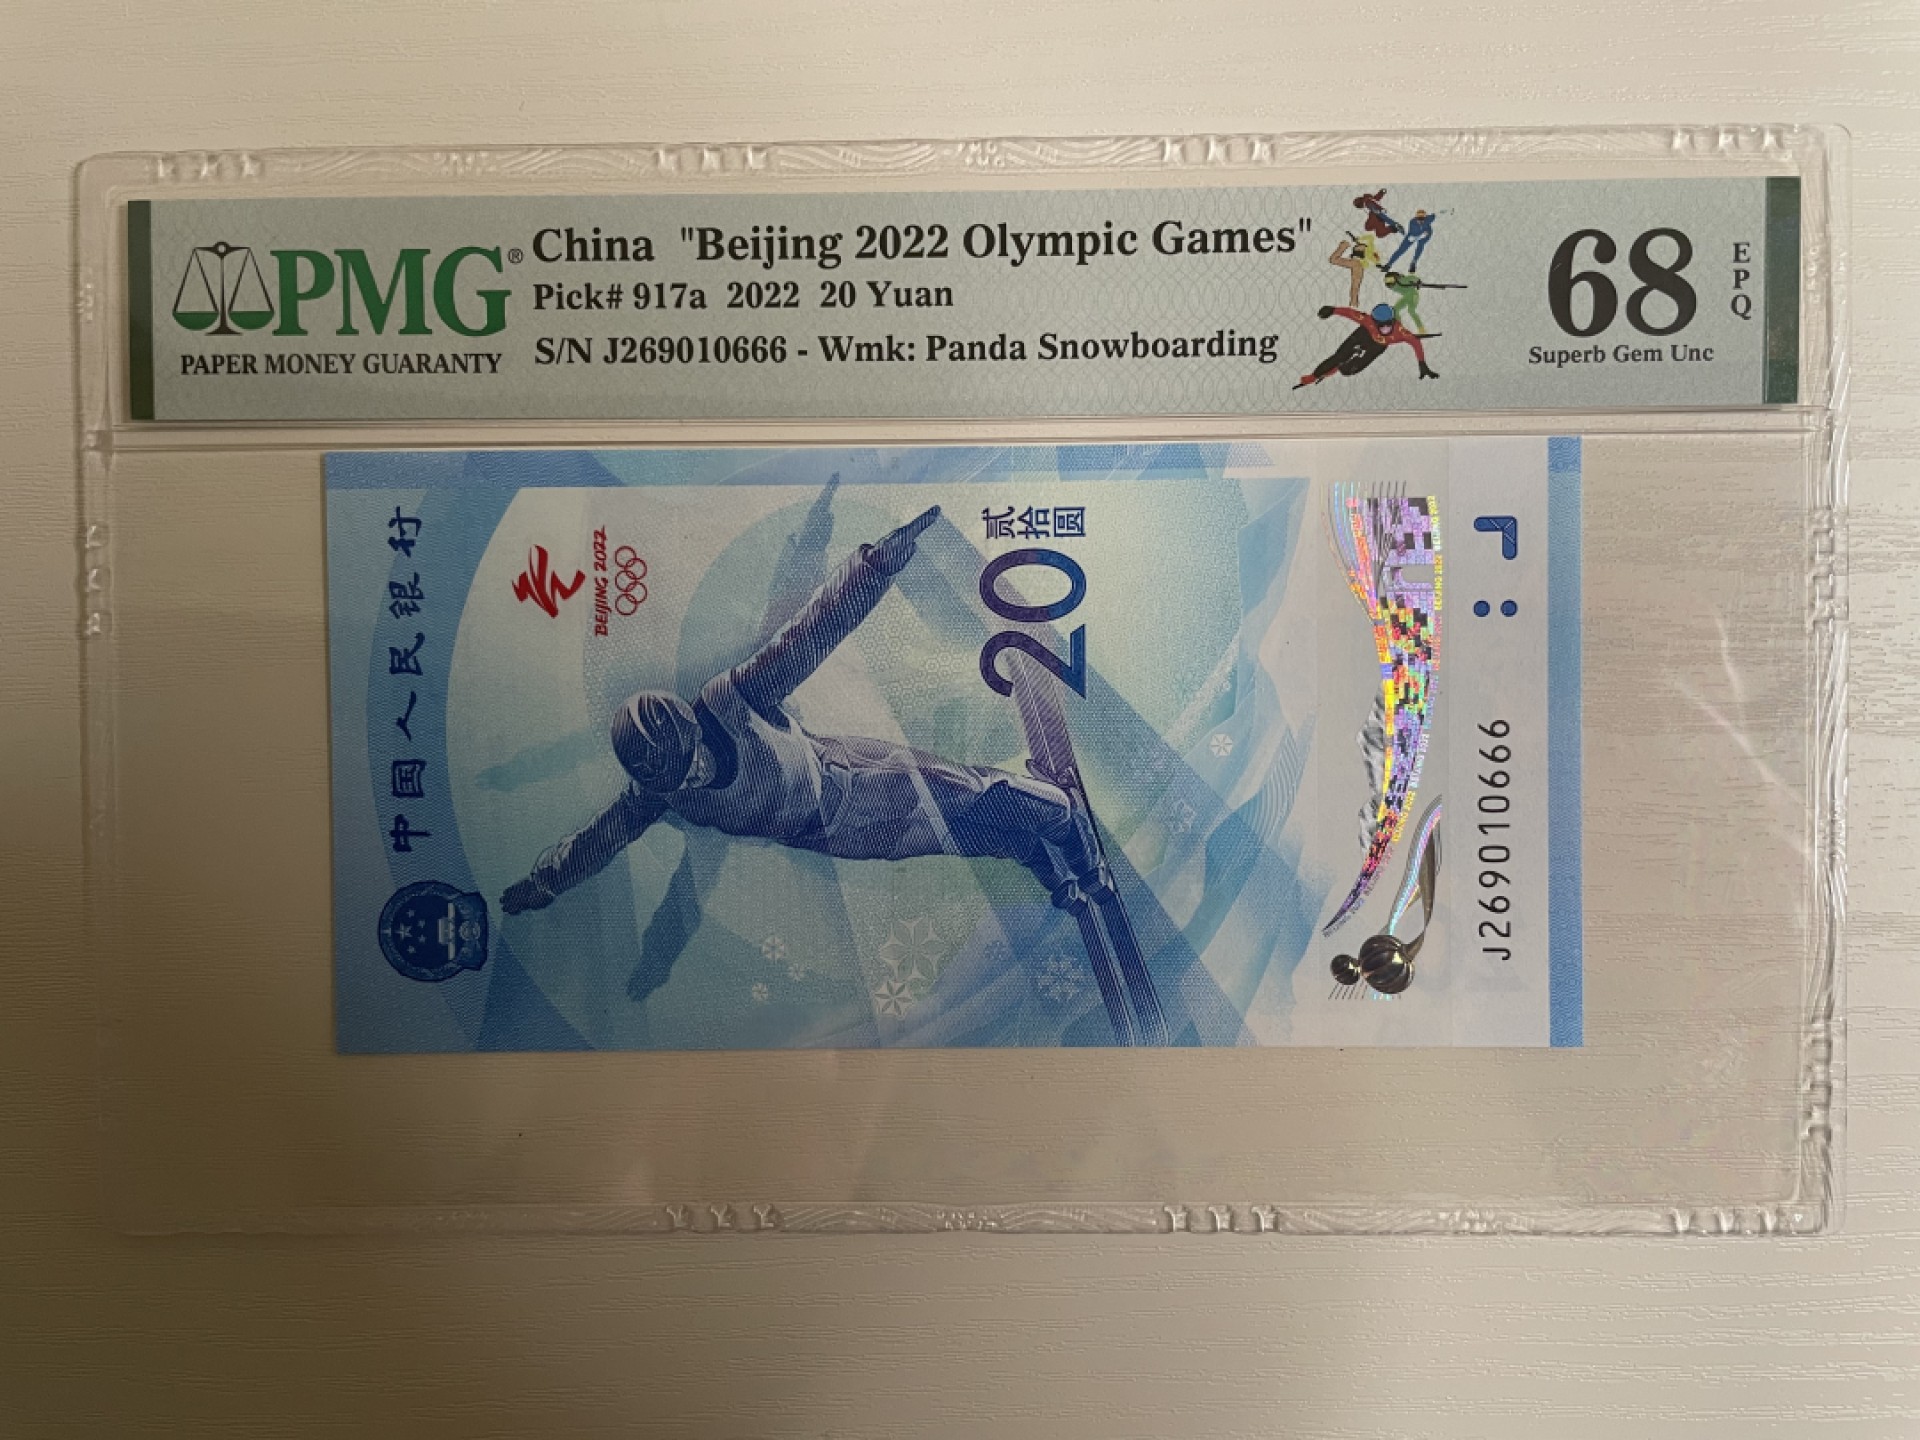 PMG®
PAPER MONEY GUARANTY
China "Beijing 2022 Olympic Games"
Pick# 917a 2022 20 Yuan
S/N J269010666 - Wmk: Panda Snowboarding
68
EPQ
Superb Gem Unc
中国人民银行
BEIJING 2022
贰拾圆
20
J269010666